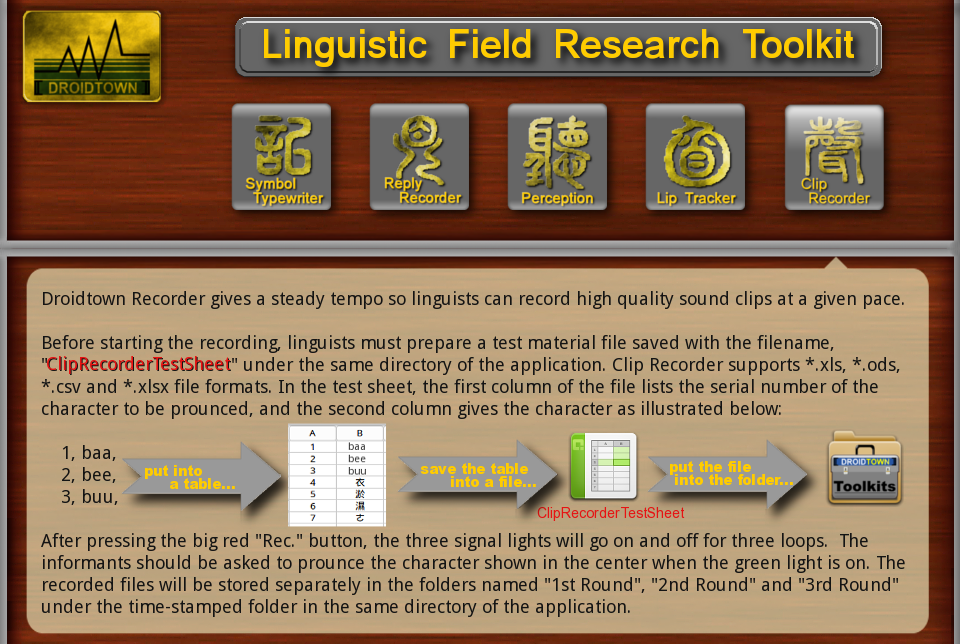 DROIDTOWN
Linguistic Field Research Toolkit
記
Symbol
Typewriter
Reply
Recorder
聽
Perception
Lip Tracker
聲
Clip
Recorder
Droidtown Recorder gives a steady tempo so linguists can record high quality sound clips at a given pace.
Before starting the recording, linguists must prepare a test material file saved with the filename,
"ClipRecorderTestSheet" under the same directory of the application. Clip Recorder supports *.xls, *.ods,
*.csv and *.xlsx file formats. In the test sheet, the first column of the file lists the serial number of the
character to be prounced, and the second column gives the character as illustrated below:
1, baa,
2, bee,
3, buu,
put into
a table...
A B
1 baa
2 bee
3 buu
4 衣
5 淤
6 濕
7 ㄜ
save the table
into a file...
ClipRecorderTestSheet
put the file
into the folder...
DROIDTOWN
Toolkits
After pressing the big red "Rec." button, the three signal lights will go on and off for three loops. The
informants should be asked to prounce the character shown in the center when the green light is on. The
recorded files will be stored separately in the folders named "1st Round", "2nd Round" and "3rd Round"
under the time-stamped folder in the same directory of the application.